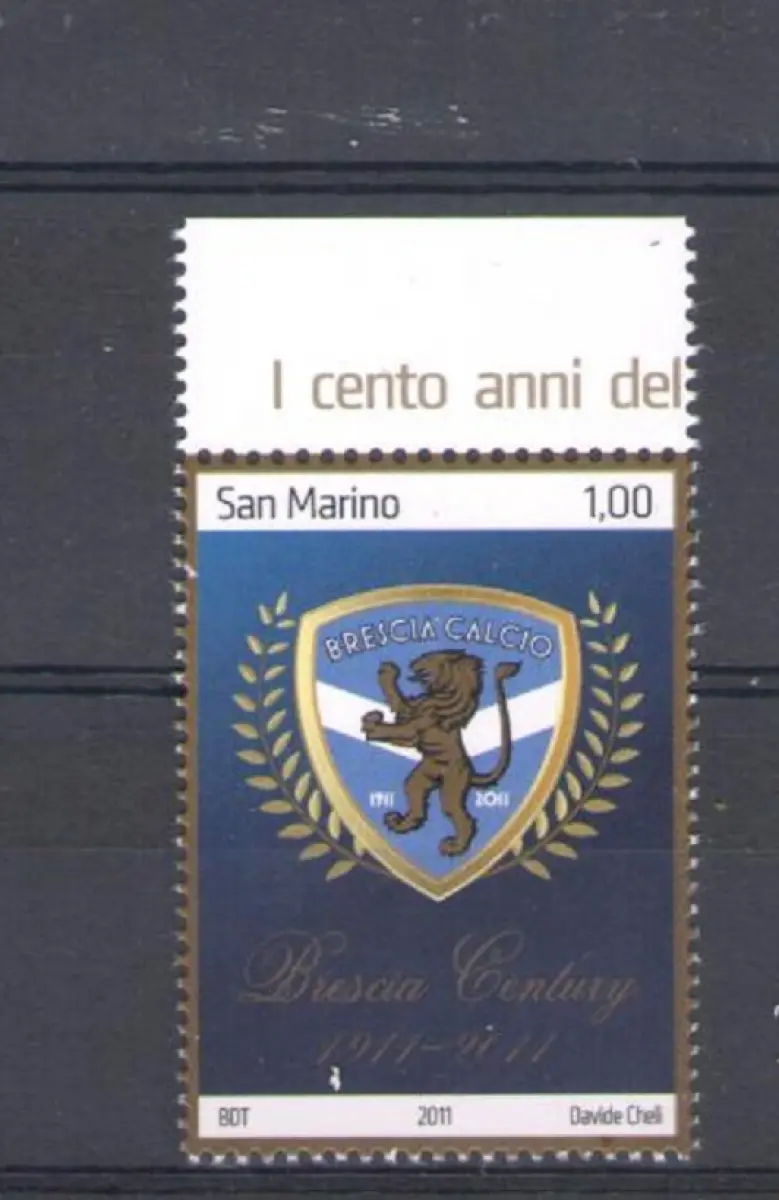 I cento anni del
San Marino 1,00
BRESCIA CALCIO
1911 2011
Brescia Century
1911-2011
BDT 2011 Davide Cheli